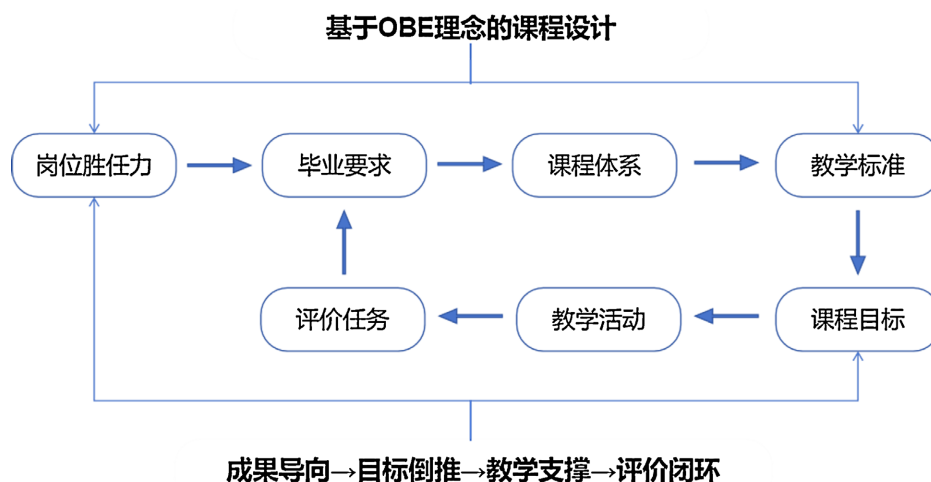 基于OBE理念的课程设计
岗位胜任力
毕业要求
课程体系
教学标准
评价任务
教学活动
课程目标
成果导向→目标倒推→教学支撑→评价闭环